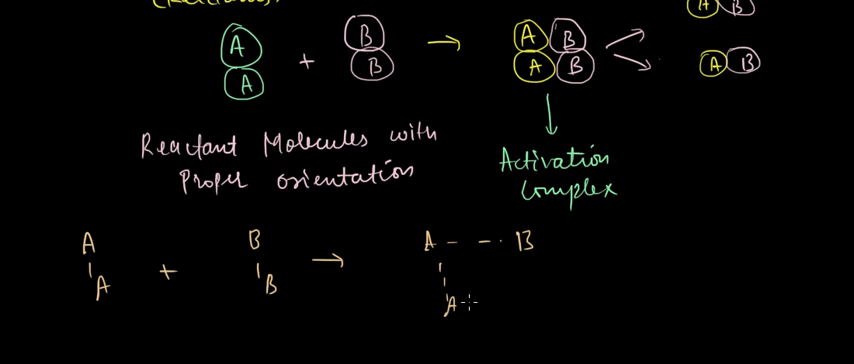 A B
A + B → A B
A B A B A B
Reactant Molecules with
Proper orientation
Activation
Complex
A B A - - · B
A + B → A